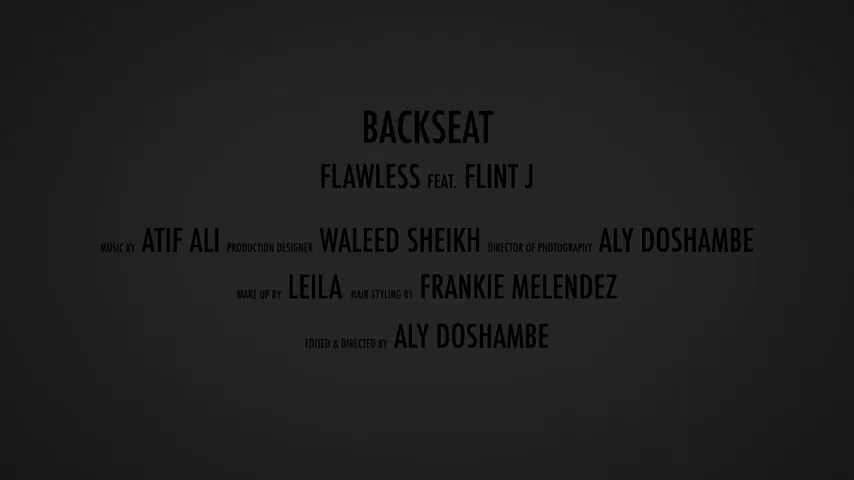 BACKSEAT
FLAWLESS FEAT. FLINT J
MUSIC BY ATIF ALI PRODUCTION DESIGNER WALEED SHEIKH DIRECTOR OF PHOTOGRAPHY ALY DOSHAMBE
MAKE UP BY LEILA HAIR STYLING BY FRANKIE MELENDEZ
EDITED & DIRECTED BY ALY DOSHAMBE